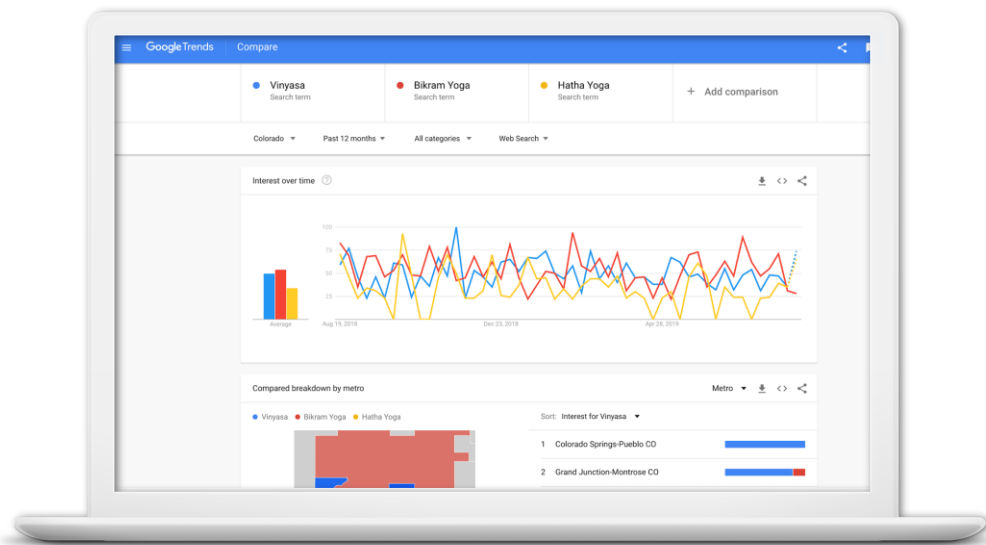 Google Trends Compare
Vinyasa
Search term
Bikram Yoga
Search term
Hatha Yoga
Search term
+ Add comparison
Colorado Past 12 months All categories Web Search
Interest over time
100
75
50
25
Average
Aug 19, 2018 Dec 23, 2018 Apr 28, 2019
Compared breakdown by metro Metro
Vinyasa Bikram Yoga Hatha Yoga
Sort: Interest for Vinyasa
1 Colorado Springs-Pueblo CO
2 Grand Junction-Montrose CO